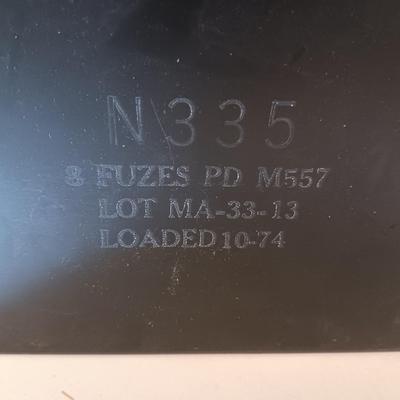 N335
8 FUZES PD M557
LOT MA-33-13
LOADED 10-74